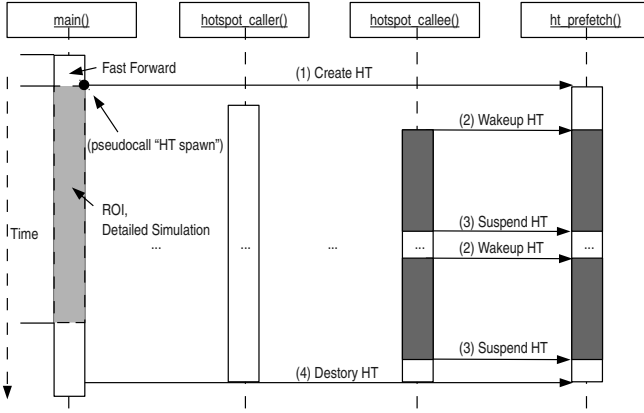 main()
hotspot_caller()
hotspot_callee()
ht_prefetch()
Fast Forward
(1) Create HT
(2) Wakeup HT
(pseudocall “HT spawn”)
ROI,
Detailed Simulation
Time
(3) Suspend HT
... ... ... ... ...
(2) Wakeup HT
(3) Suspend HT
(4) Destory HT